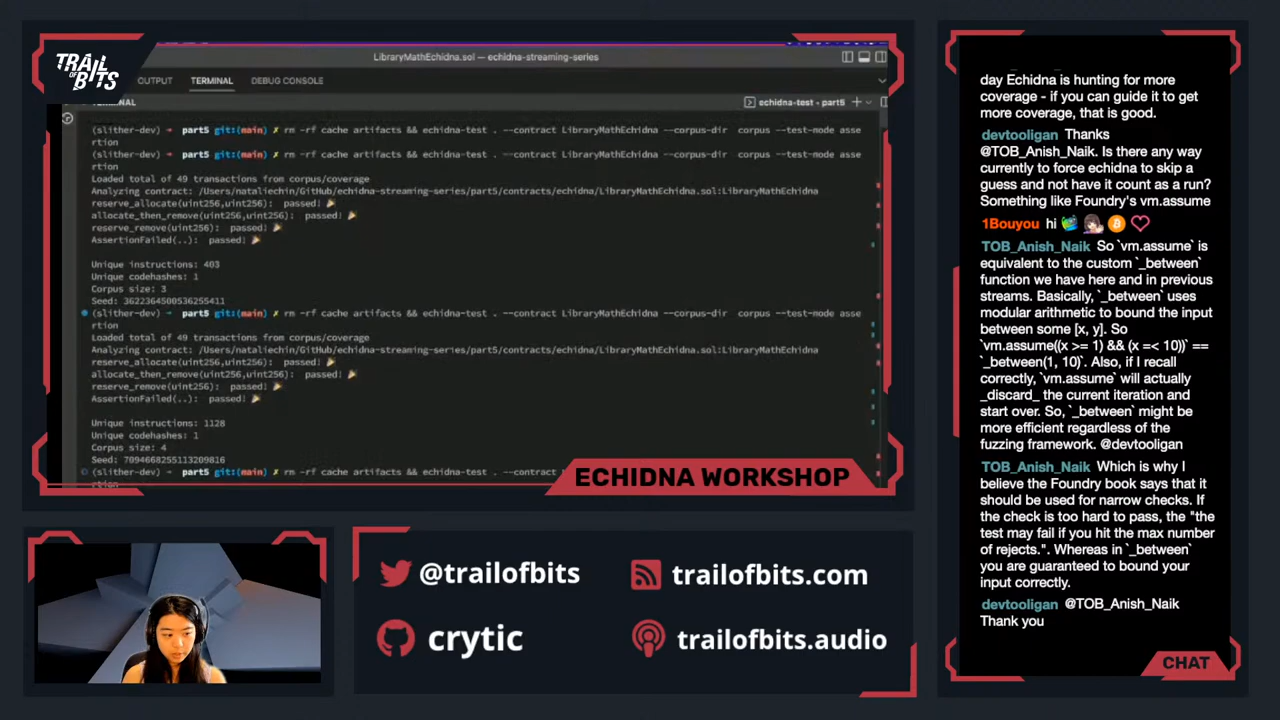 TRAIL
OF
BITS
LibraryMathEchidna.sol — echidna-streaming-series
OUTPUT
TERMINAL
DEBUG CONSOLE
TERMINAL
echidna-test - part5
(slither-dev) → part5 git:(main) ✗ rm -rf cache artifacts && echidna-test . --contract LibraryMathEchidna --corpus-dir corpus --test-mode asse
rtion
(slither-dev) → part5 git:(main) ✗ rm -rf cache artifacts && echidna-test . --contract LibraryMathEchidna --corpus-dir corpus --test-mode asse
rtion
Loaded total of 49 transactions from corpus/coverage
Analyzing contract: /Users/nataliechin/GitHub/echidna-streaming-series/part5/contracts/echidna/LibraryMathEchidna.sol:LibraryMathEchidna
reserve_allocate(uint256,uint256): passed! 🎉
allocate_then_remove(uint256,uint256): passed! 🎉
reserve_remove(uint256): passed! 🎉
AssertionFailed(..): passed! 🎉
Unique instructions: 403
Unique codehashes: 1
Corpus size: 3
Seed: 3622364500536255411
(slither-dev) → part5 git:(main) ✗ rm -rf cache artifacts && echidna-test . --contract LibraryMathEchidna --corpus-dir corpus --test-mode asse
rtion
Loaded total of 49 transactions from corpus/coverage
Analyzing contract: /Users/nataliechin/GitHub/echidna-streaming-series/part5/contracts/echidna/LibraryMathEchidna.sol:LibraryMathEchidna
reserve_allocate(uint256,uint256): passed! 🎉
allocate_then_remove(uint256,uint256): passed! 🎉
reserve_remove(uint256): passed! 🎉
AssertionFailed(..): passed! 🎉
Unique instructions: 1128
Unique codehashes: 1
Corpus size: 4
Seed: 7094668255113209816
(slither-dev) → part5 git:(main) ✗ rm -rf cache artifacts && echidna-test . --contract
rtion
ECHIDNA WORKSHOP
@trailofbits
trailofbits.com
crytic
trailofbits.audio
day Echidna is hunting for more
coverage - if you can guide it to get
more coverage, that is good.
devtooligan Thanks
@TOB_Anish_Naik. Is there any way
currently to force echidna to skip a
guess and not have it count as a run?
Something like Foundry's vm.assume
1Bouyou hi
TOB_Anish_Naik So `vm.assume` is
equivalent to the custom `_between`
function we have here and in previous
streams. Basically, `_between` uses
modular arithmetic to bound the input
between some [x, y]. So
`vm.assume((x >= 1) && (x =< 10))` ==
`_between(1, 10)`. Also, if I recall
correctly, `vm.assume` will actually
_discard_ the current iteration and
start over. So, `_between` might be
more efficient regardless of the
fuzzing framework. @devtooligan
TOB_Anish_Naik Which is why I
believe the Foundry book says that it
should be used for narrow checks. If
the check is too hard to pass, the "the
test may fail if you hit the max number
of rejects.". Whereas in `_between`
you are guaranteed to bound your
input correctly.
devtooligan @TOB_Anish_Naik
Thank you
CHAT